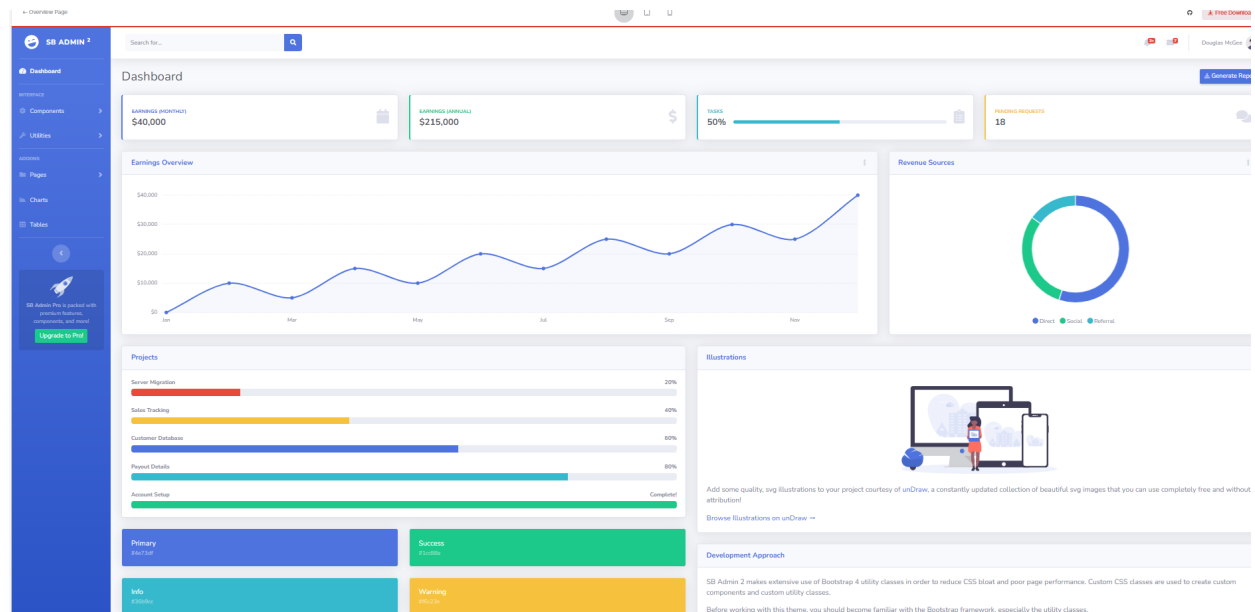 ← Overview Page
Free Downloa
SB ADMIN 2
Search for...
3+
7
Douglas McGee
Dashboard
INTERFACE
Components
Utilities
ADDONS
Pages
Charts
Tables
SB Admin Pro is packed with
premium features,
components, and more!
Upgrade to Pro!
Dashboard
Generate Repo
EARNINGS (MONTHLY)
$40,000
EARNINGS (ANNUAL)
$215,000
TASKS
50%
PENDING REQUESTS
18
Earnings Overview
$40,000
$30,000
$20,000
$10,000
$0
Jan Mar May Jul Sep Nov
Revenue Sources
Direct Social Referral
Projects
Server Migration 20%
Sales Tracking 40%
Customer Database 60%
Payout Details 80%
Account Setup Complete!
Primary
#4e73df
Success
#1cc88a
Info
#36b9cc
Warning
#f6c23e
Illustrations
Add some quality, svg illustrations to your project courtesy of unDraw, a constantly updated collection of beautiful svg images that you can use completely free and without
attribution!
Browse Illustrations on unDraw →
Development Approach
SB Admin 2 makes extensive use of Bootstrap 4 utility classes in order to reduce CSS bloat and poor page performance. Custom CSS classes are used to create custom
components and custom utility classes.
Before working with this theme, you should become familiar with the Bootstrap framework, especially the utility classes.